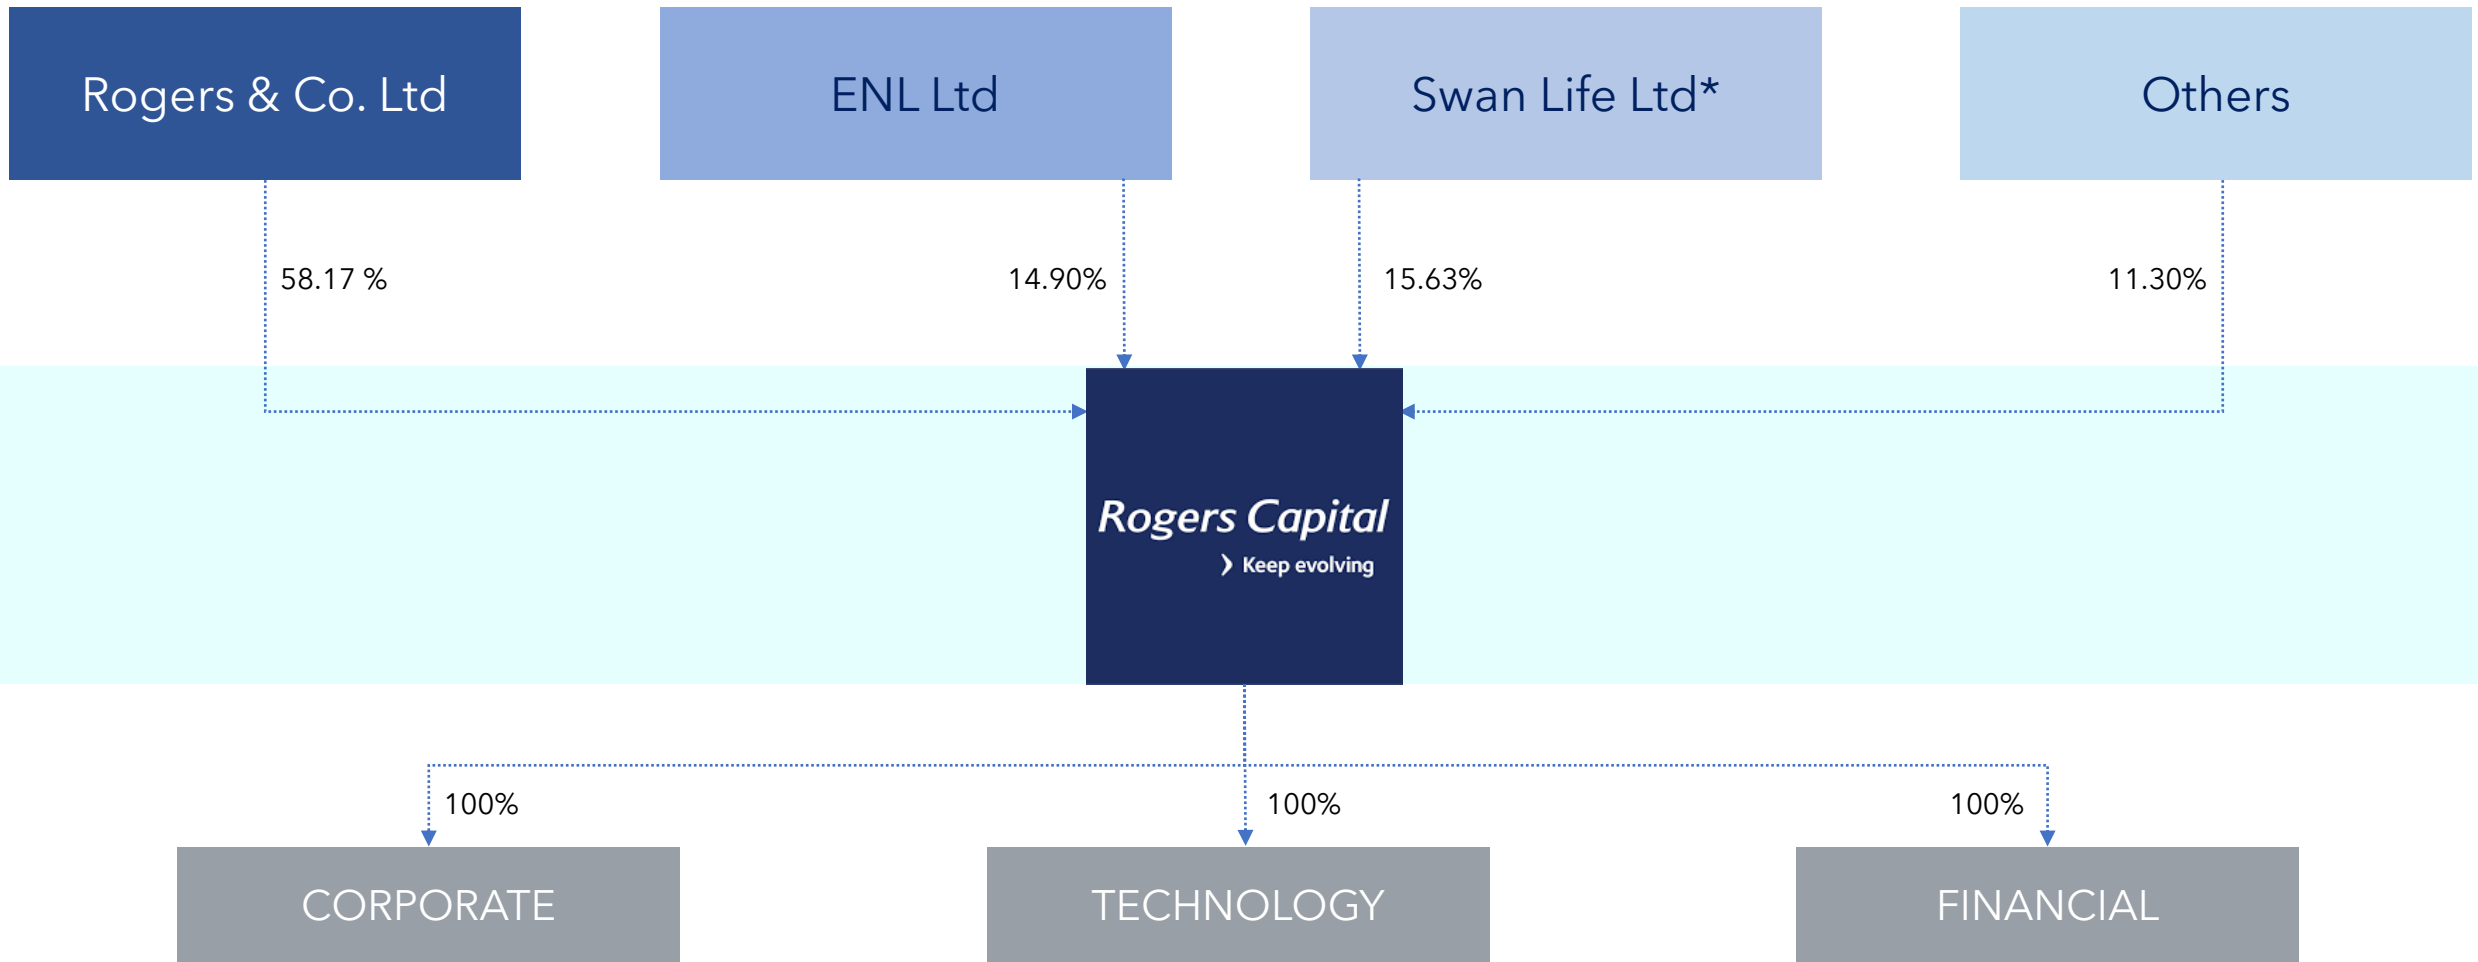 Rogers & Co. Ltd
ENL Ltd
Swan Life Ltd*
Others
58.17 %
14.90%
15.63%
11.30%
Rogers Capital
Keep evolving
100%
100%
100%
CORPORATE
TECHNOLOGY
FINANCIAL